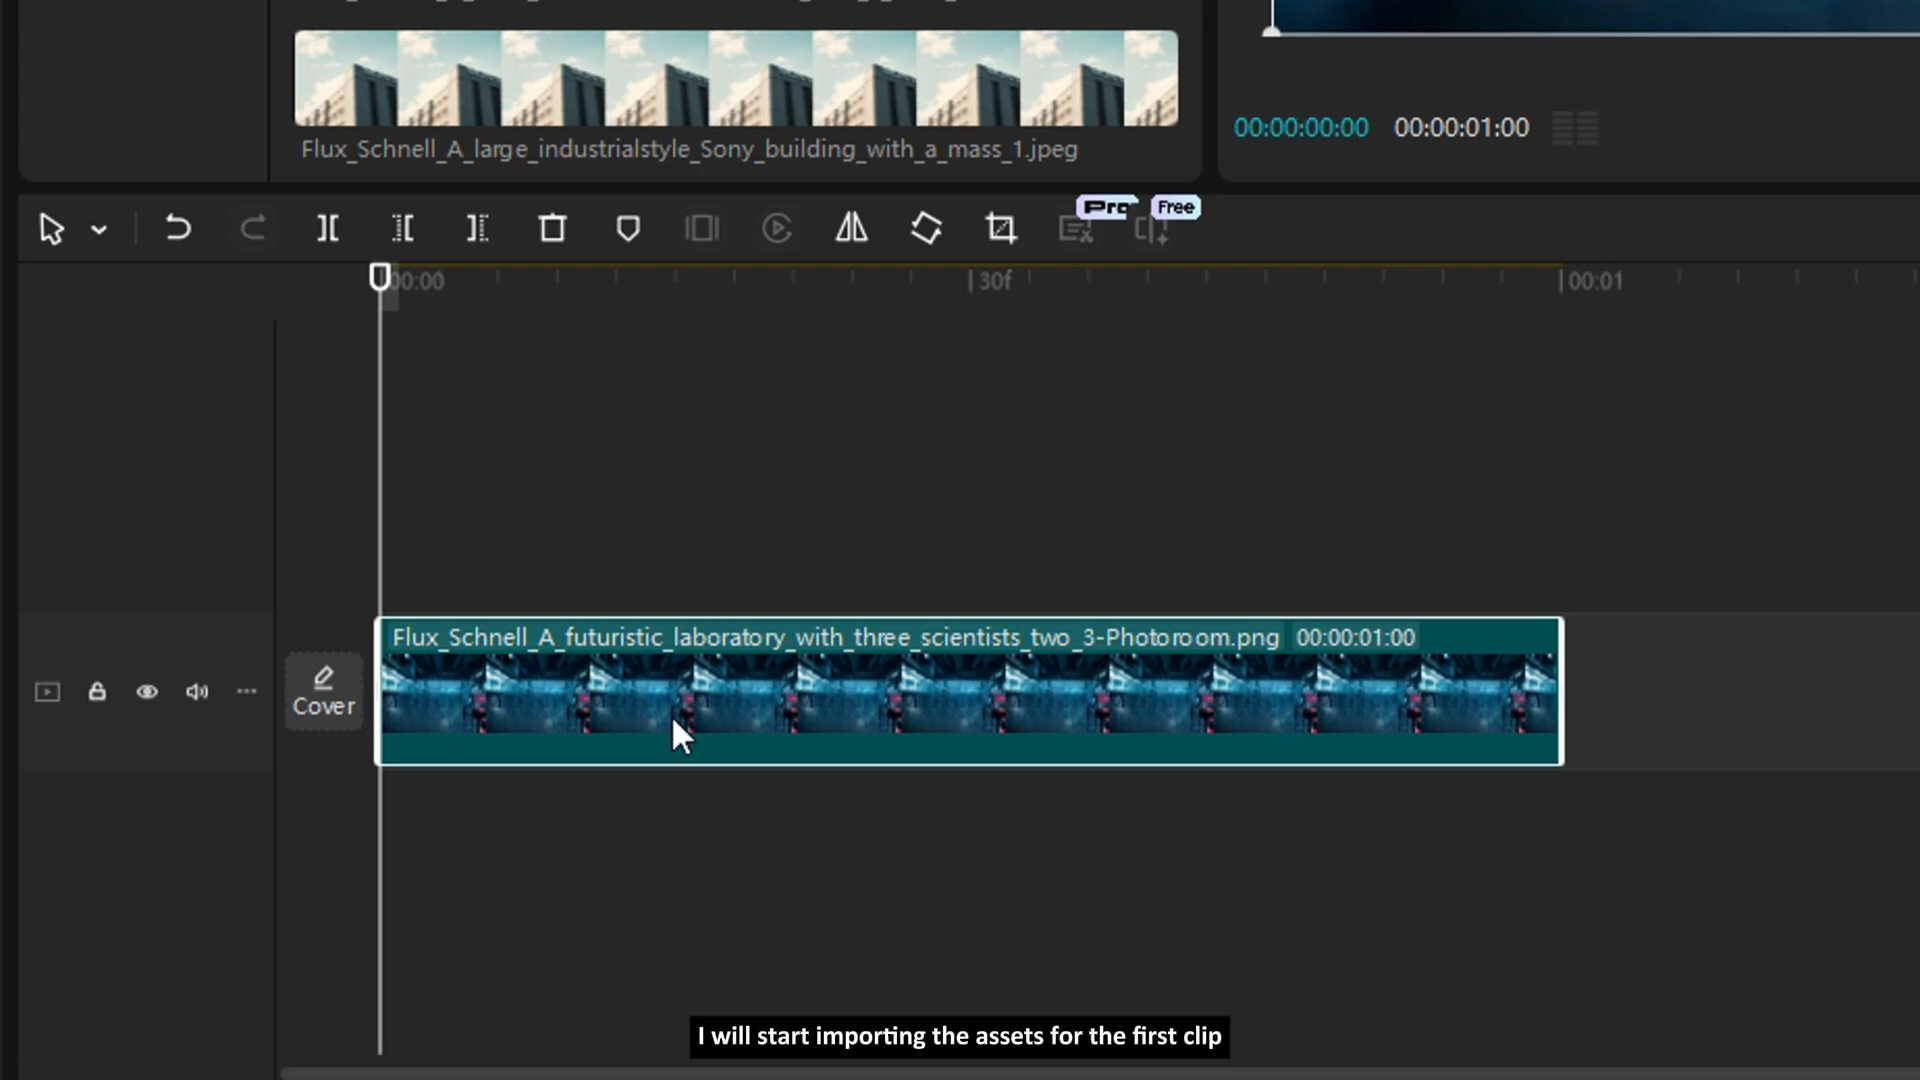 Flux_Schnell_A_large_industrialstyle_Sony_building_with_a_mass_1.jpeg
00:00:00:00 00:00:01:00
Pro Free
00:00 30f 00:01
Flux_Schnell_A_futuristic_laboratory_with_three_scientists_two_3-Photoroom.png 00:00:01:00
Cover
I will start importing the assets for the first clip